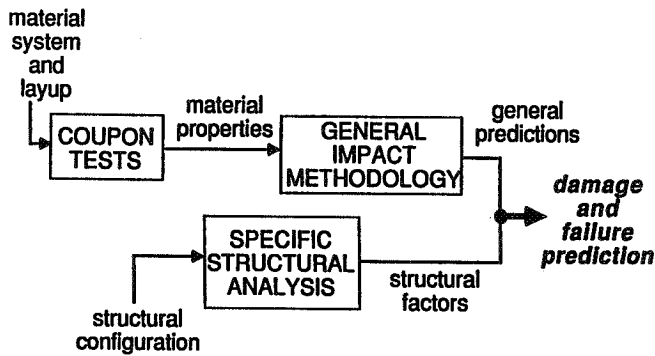 material
system
and
layup
COUPON
TESTS
material
properties
GENERAL
IMPACT
METHODOLOGY
general
predictions
damage
and
failure
prediction
SPECIFIC
STRUCTURAL
ANALYSIS
structural
factors
structural
configuration